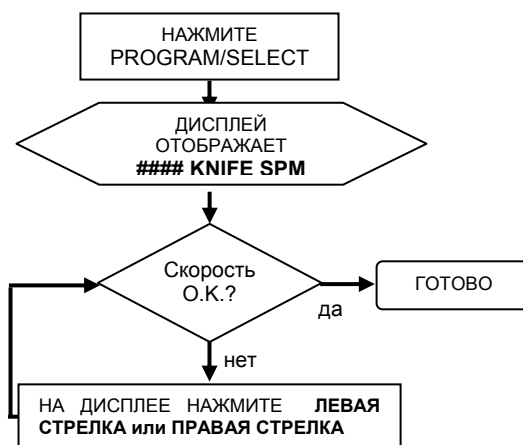 НАЖМИТЕ
PROGRAM/SELECT
ДИСПЛЕЙ
ОТОБРАЖАЕТ
#### KNIFE SPM
Скорость
O.K.?
да
ГОТОВО
нет
НА ДИСПЛЕЕ НАЖМИТЕ ЛЕВАЯ
СТРЕЛКА или ПРАВАЯ СТРЕЛКА